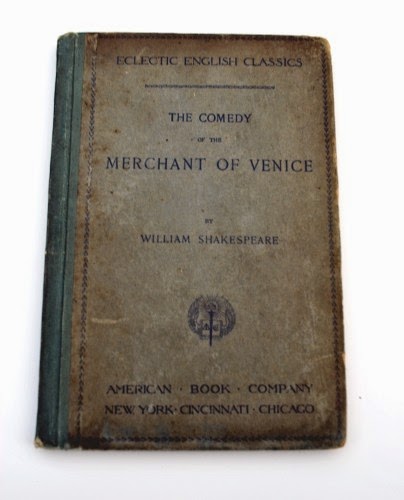 ECLECTIC ENGLISH CLASSICS
THE COMEDY
OF THE
MERCHANT OF VENICE
BY
WILLIAM SHAKESPEARE
AMERICAN · BOOK · COMPANY
NEW YORK · CINCINNATI · CHICAGO